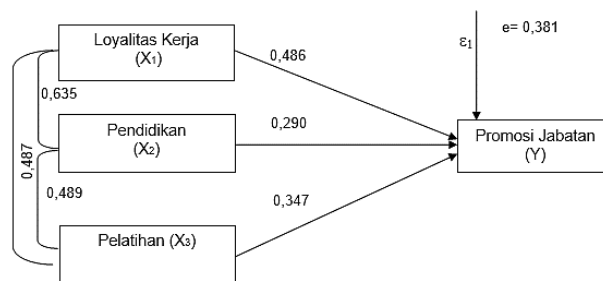 Loyalitas Kerja
(X₁)
ε₁
e= 0,381
0,486
0,635
Pendidikan
(X₂)
0,290
Promosi Jabatan
(Y)
0,487
0,489
0,347
Pelatihan (X₃)